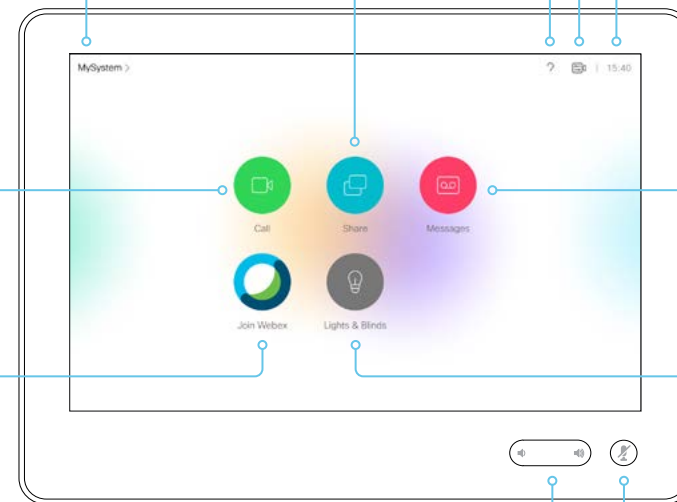 MySystem >
? | 15:40
Call Share Messages
Join Webex Lights & Blinds